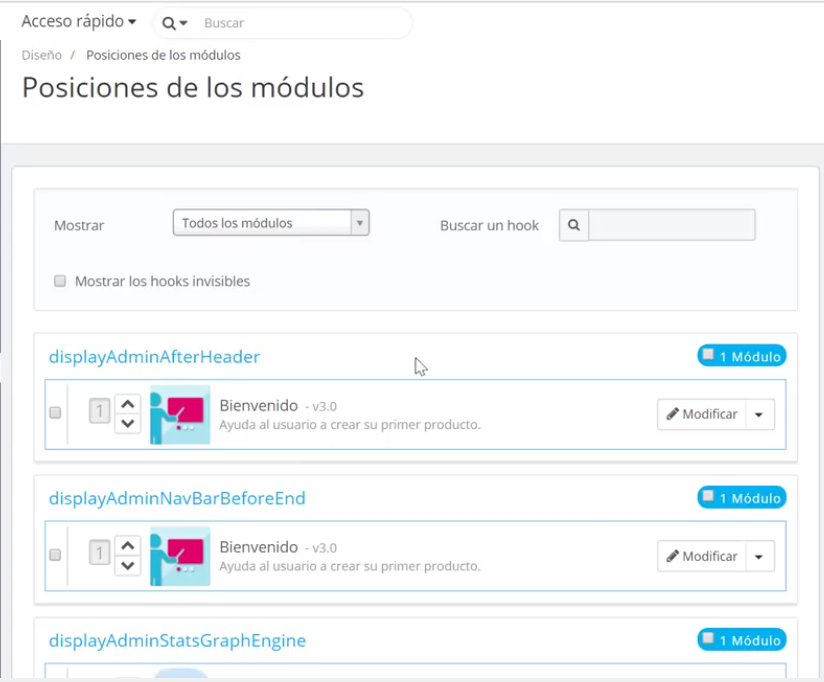 Acceso rápido
Buscar
Diseño / Posiciones de los módulos
Posiciones de los módulos
Mostrar
Todos los módulos
Buscar un hook
Mostrar los hooks invisibles
displayAdminAfterHeader
1 Módulo
1
Bienvenido - v3.0
Ayuda al usuario a crear su primer producto.
Modificar
displayAdminNavBarBeforeEnd
1 Módulo
1
Bienvenido - v3.0
Ayuda al usuario a crear su primer producto.
Modificar
displayAdminStatsGraphEngine
1 Módulo